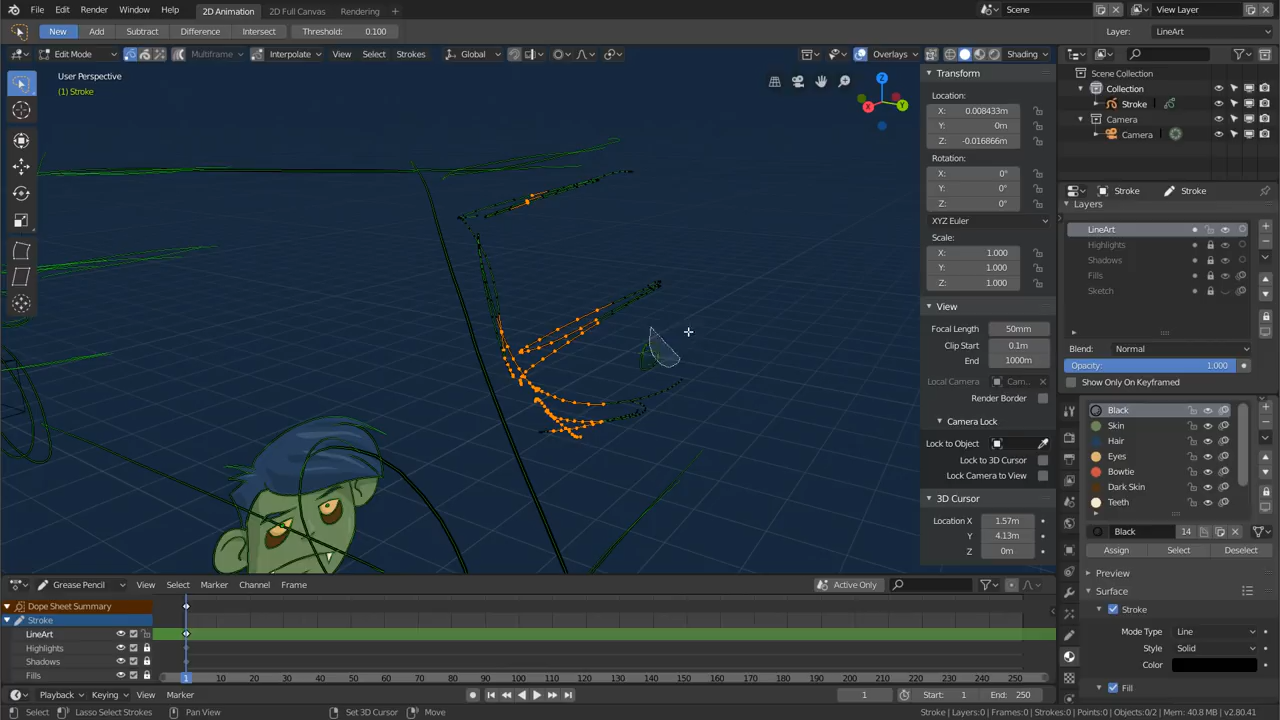 File Edit Render Window Help 2D Animation 2D Full Canvas Rendering + Scene View Layer
New Add Subtract Difference Intersect Threshold: 0.100 Layer: LineArt
Edit Mode Multiframe Interpolate View Select Strokes Global Overlays Shading
User Perspective
(1) Stroke
Z
X Y
Transform
Location:
X: 0.008433m
Y: 0m
Z: -0.016866m
Rotation:
X: 0°
Y: 0°
Z: 0°
XYZ Euler
Scale:
X: 1.000
Y: 1.000
Z: 1.000
View
Focal Length 50mm
Clip Start 0.1m
End 1000m
Local Camera Cam...
Render Border
Camera Lock
Lock to Object
Lock to 3D Cursor
Lock Camera to View
3D Cursor
Location X 1.57m
Y 4.13m
Z 0m
Scene Collection
Collection
Stroke
Camera
Camera
Stroke Stroke
Layers
LineArt
Highlights
Shadows
Fills
Sketch
Blend: Normal
Opacity: 1.000
Show Only On Keyframed
Black
Skin
Hair
Eyes
Bowtie
Dark Skin
Teeth
Black 14
Assign Select Deselect
Preview
Surface
Stroke
Mode Type Line
Style Solid
Color
Fill
Grease Pencil View Select Marker Channel Frame Active Only
Dope Sheet Summary
Stroke
LineArt
Highlights
Shadows
Fills
1 10 20 30 40 50 60 70 80 90 100 110 120 130 140 150 160 170 180 190 200 210 220 230 240 250
Playback Keying View Marker 1 Start: 1 End: 250
Select Lasso Select Strokes Pan View Set 3D Cursor Move Stroke | Layers:0 | Frames:0 | Strokes:0 | Points:0 | Objects:0/2 | Mem: 40.8 MB | v2.80.41